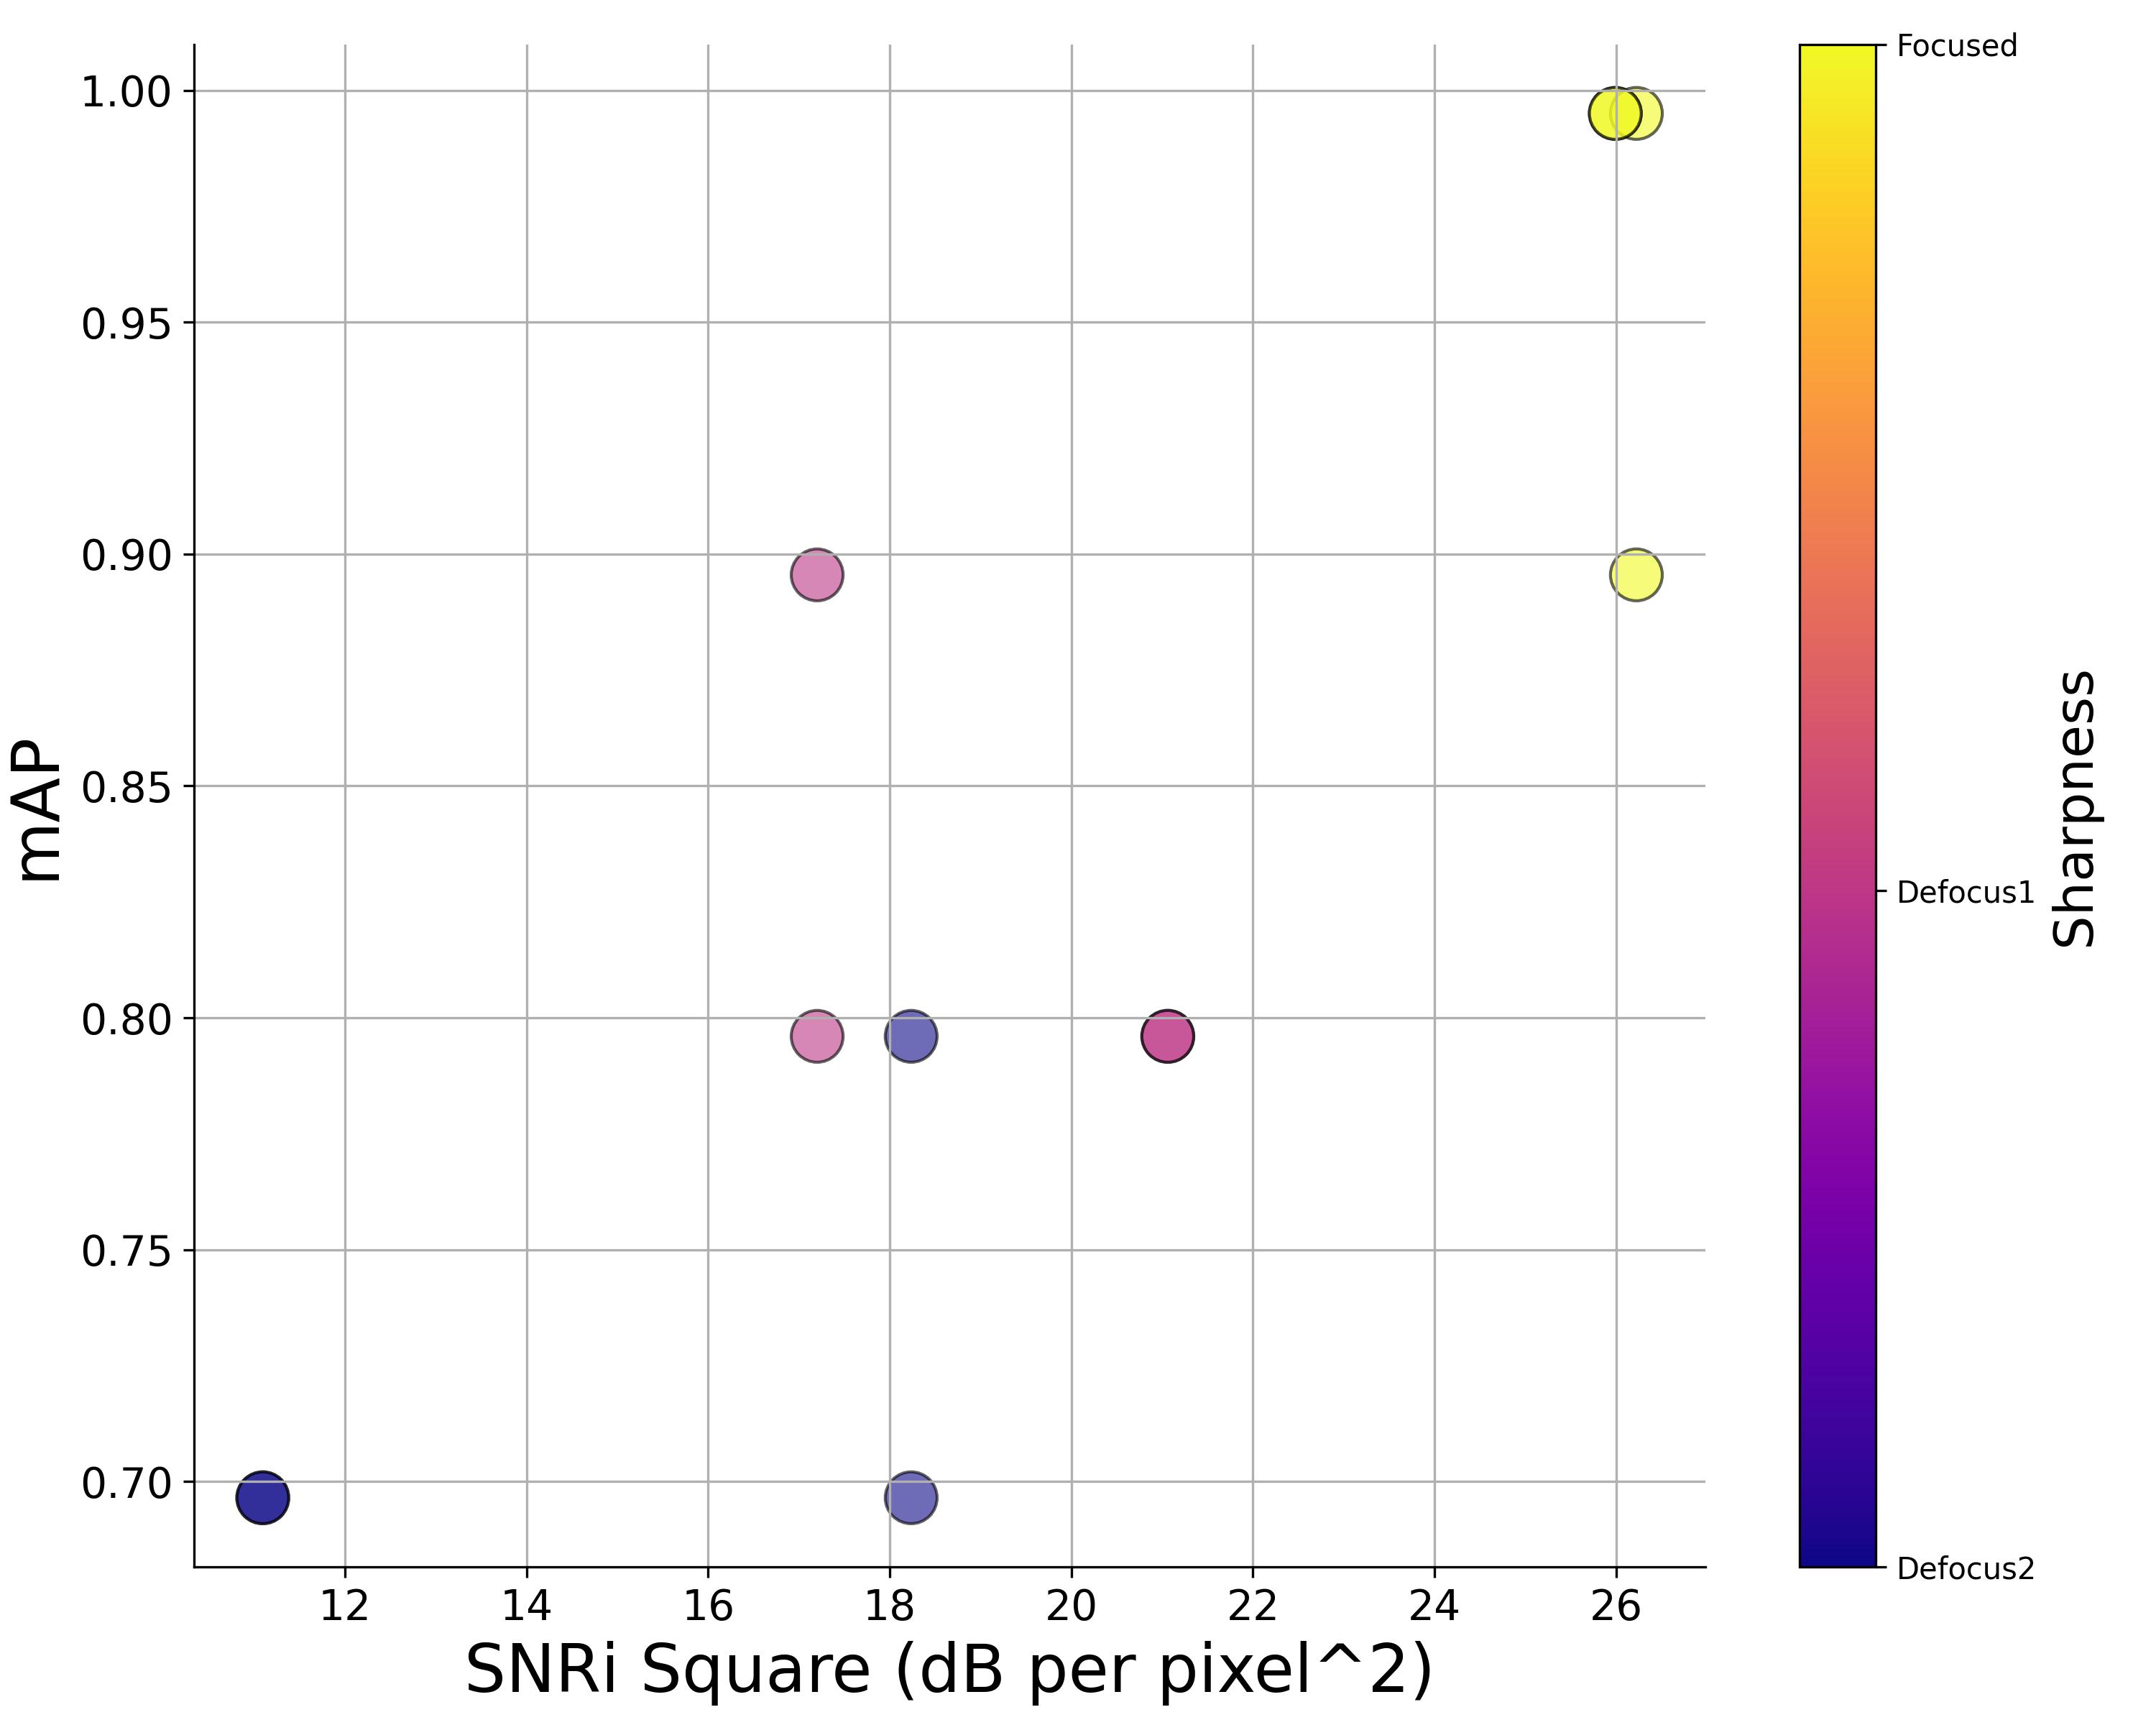 mAP
1.00
0.95
0.90
0.85
0.80
0.75
0.70
12 14 16 18 20 22 24 26
SNRi Square (dB per pixel^2)
Focused
Defocus1
Defocus2
Sharpness